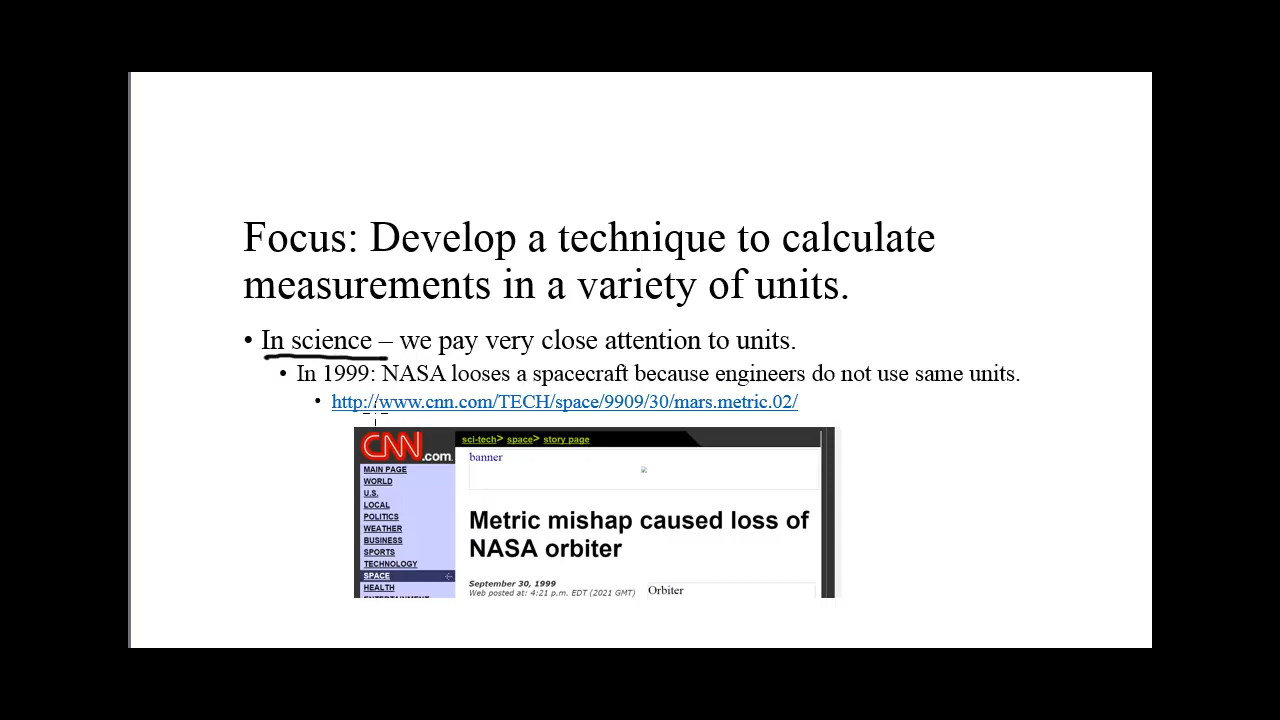 Focus: Develop a technique to calculate
measurements in a variety of units.
• In science – we pay very close attention to units.
• In 1999: NASA looses a spacecraft because engineers do not use same units.
• http://www.cnn.com/TECH/space/9909/30/mars.metric.02/
CNN.com
sci-tech> space> story page
banner
MAIN PAGE
WORLD
U.S.
LOCAL
POLITICS
WEATHER
BUSINESS
SPORTS
TECHNOLOGY
SPACE
HEALTH
Metric mishap caused loss of
NASA orbiter
September 30, 1999
Web posted at: 4:21 p.m. EDT (2021 GMT)
Orbiter